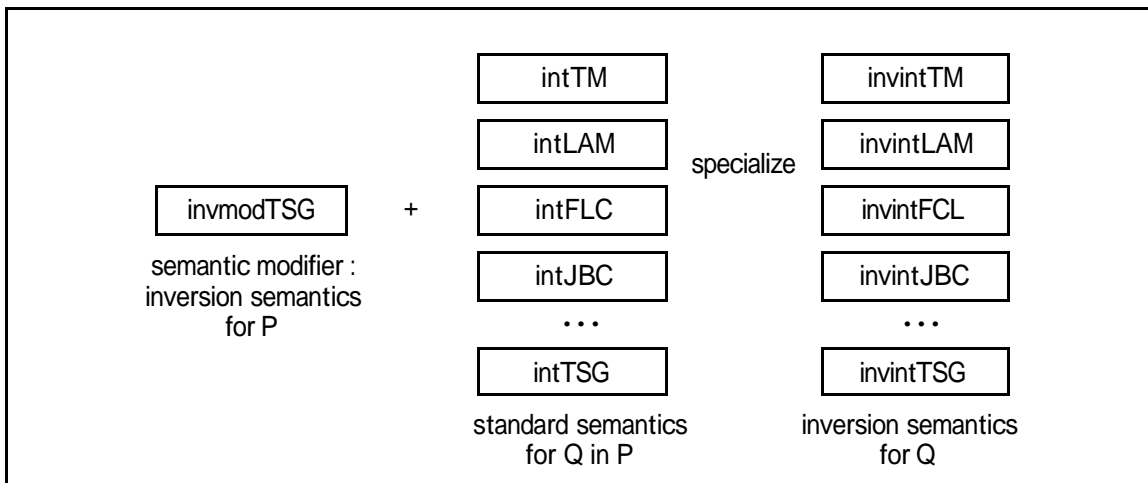 intTM
invintTM
intLAM
invintLAM
specialize
invmodTSG
+
intFLC
invintFCL
semantic modifier :
inversion semantics
for P
intJBC
invintJBC
...
...
intTSG
invintTSG
standard semantics
for Q in P
inversion semantics
for Q